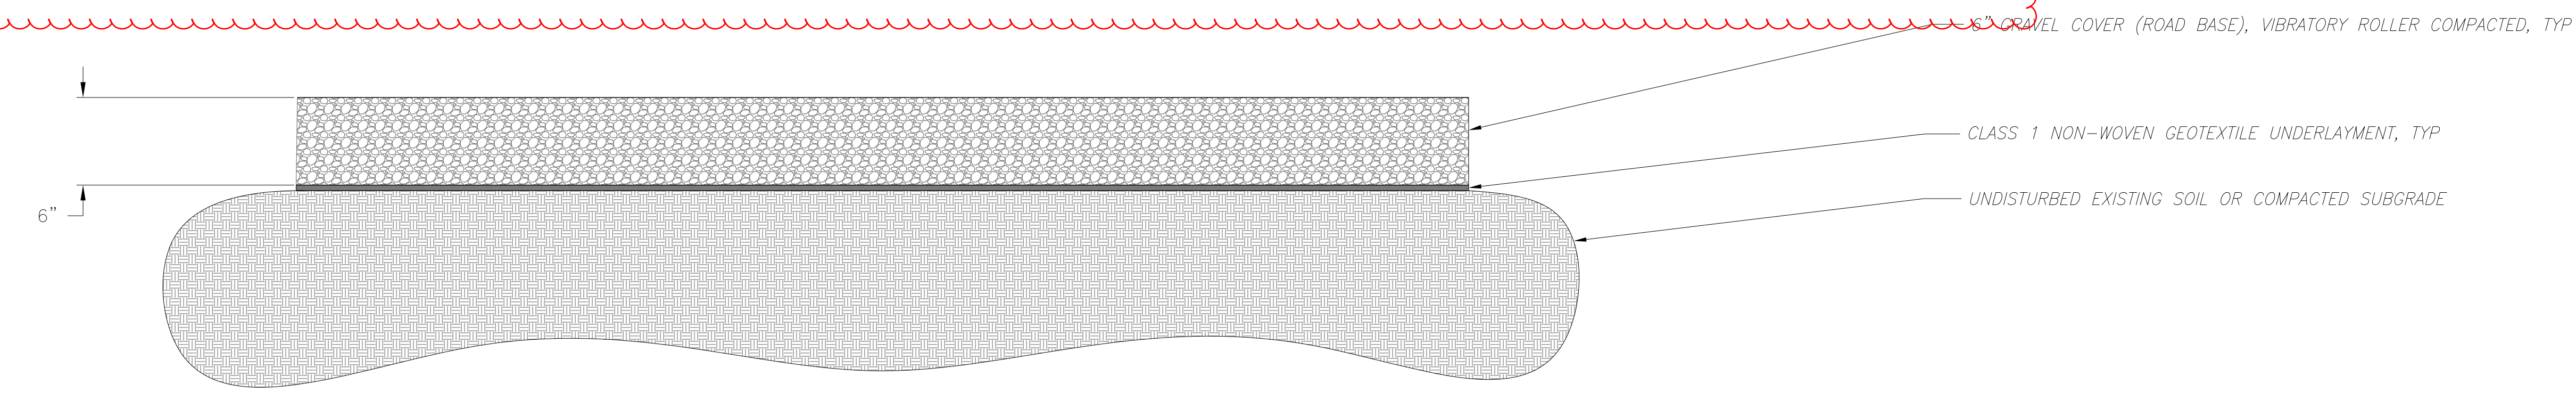 6" GRAVEL COVER (ROAD BASE), VIBRATORY ROLLER COMPACTED, TYP
CLASS 1 NON-WOVEN GEOTEXTILE UNDERLAYMENT, TYP
UNDISTURBED EXISTING SOIL OR COMPACTED SUBGRADE
6"